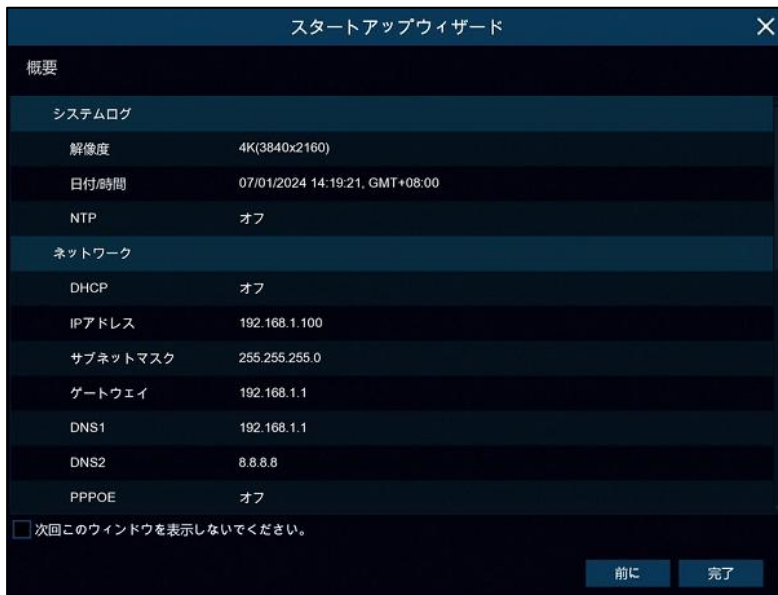 スタートアップウィザード
概要
システムログ
解像度 4K(3840x2160)
日付/時間 07/01/2024 14:19:21, GMT+08:00
NTP オフ
ネットワーク
DHCP オフ
IPアドレス 192.168.1.100
サブネットマスク 255.255.255.0
ゲートウェイ 192.168.1.1
DNS1 192.168.1.1
DNS2 8.8.8.8
PPPOE オフ
次回このウィンドウを表示しないでください。
前に 完了